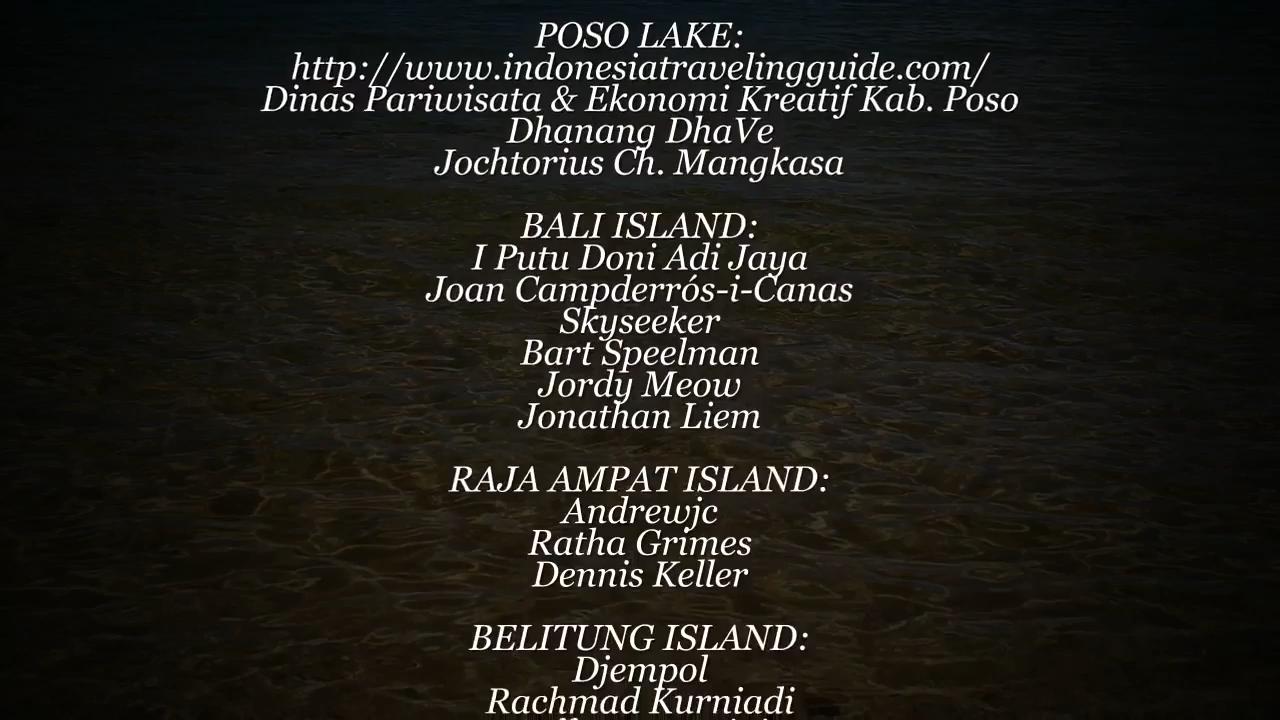 POSO LAKE:
http://www.indonesiatravelingguide.com/
Dinas Pariwisata & Ekonomi Kreatif Kab. Poso
Dhanang DhaVe
Jochtorius Ch. Mangkasa
BALI ISLAND:
I Putu Doni Adi Jaya
Joan Campderrós-i-Canas
Skyseeker
Bart Speelman
Jordy Meow
Jonathan Liem
RAJA AMPAT ISLAND:
Andrewjc
Ratha Grimes
Dennis Keller
BELITUNG ISLAND:
Djempol
Rachmad Kurniadi